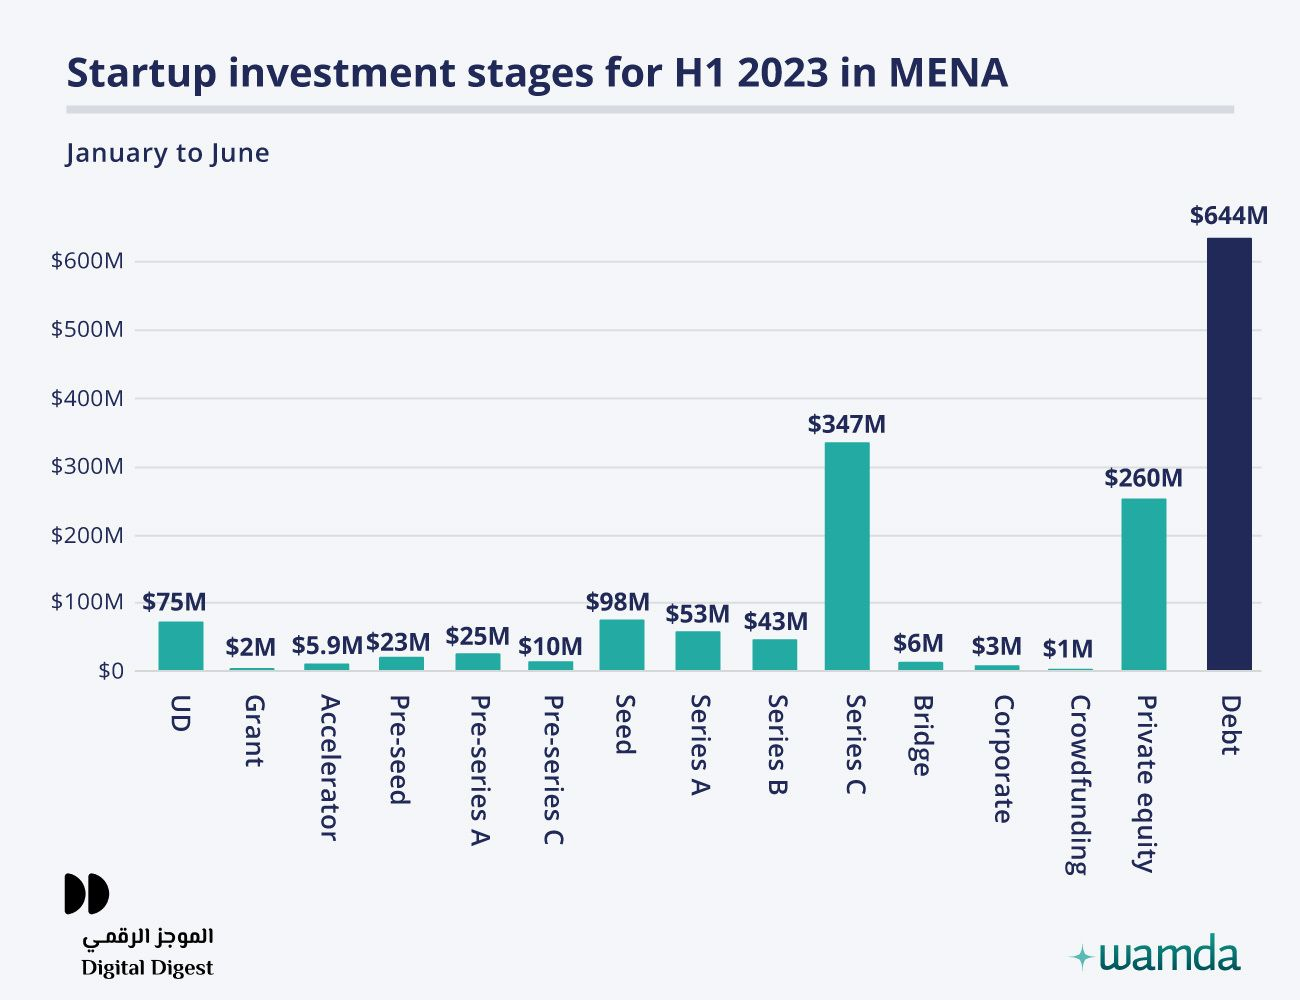 Startup investment stages for H1 2023 in MENA
January to June
$644M
$600M
$500M
$400M
$347M
$300M
$260M
$200M
$100M
$75M
$2M
$5.9M
$23M
$25M
$10M
$98M
$53M
$43M
$6M
$3M
$1M
$0
UD
Grant
Accelerator
Pre-seed
Pre-series A
Pre-series C
Seed
Series A
Series B
Series C
Bridge
Corporate
Crowdfunding
Private equity
Debt
الموجز الرقمي
Digital Digest
wamda